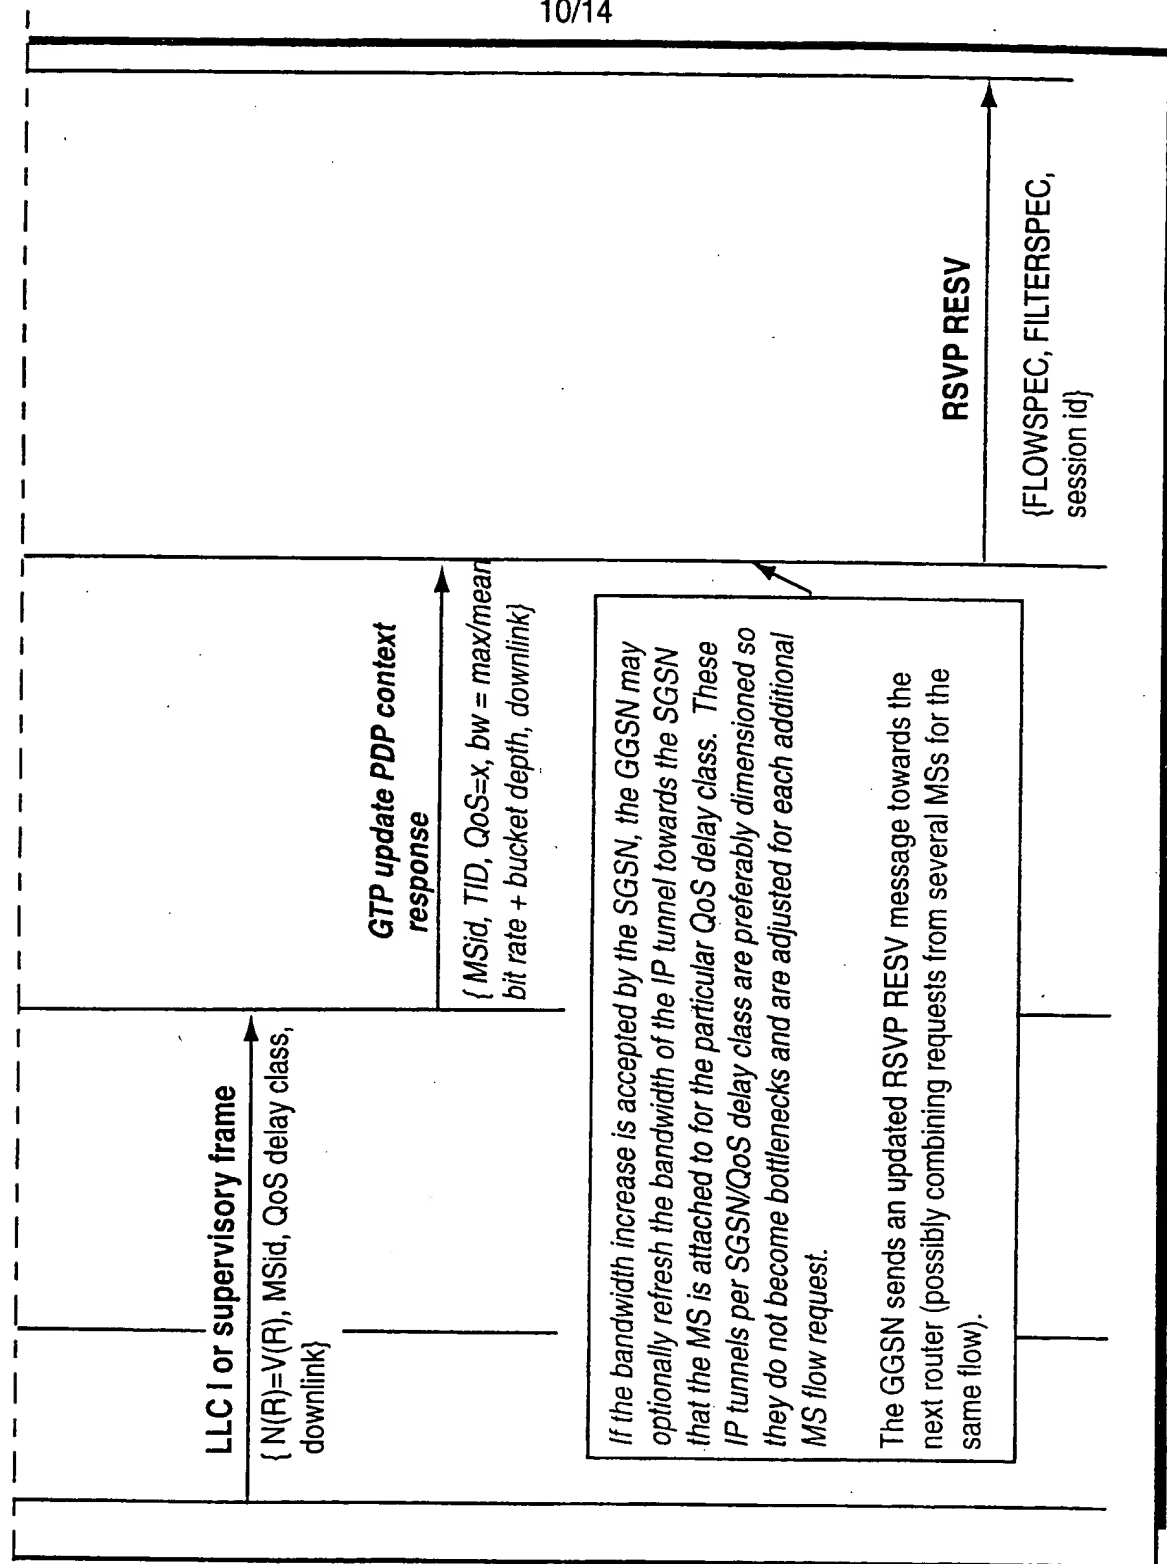 10/14
LLC I or supervisory frame
{ N(R)=V(R), MSid, QoS delay class,
downlink}
GTP update PDP context
response
{ MSid, TID, QoS=x, bw = max/mean
bit rate + bucket depth, downlink}
If the bandwidth increase is accepted by the SGSN, the GGSN may
optionally refresh the bandwidth of the IP tunnel towards the SGSN
that the MS is attached to for the particular QoS delay class. These
IP tunnels per SGSN/QoS delay class are preferably dimensioned so
they do not become bottlenecks and are adjusted for each additional
MS flow request.
The GGSN sends an updated RSVP RESV message towards the
next router (possibly combining requests from several MSs for the
same flow).
RSVP RESV
{FLOWSPEC, FILTERSPEC,
session id}